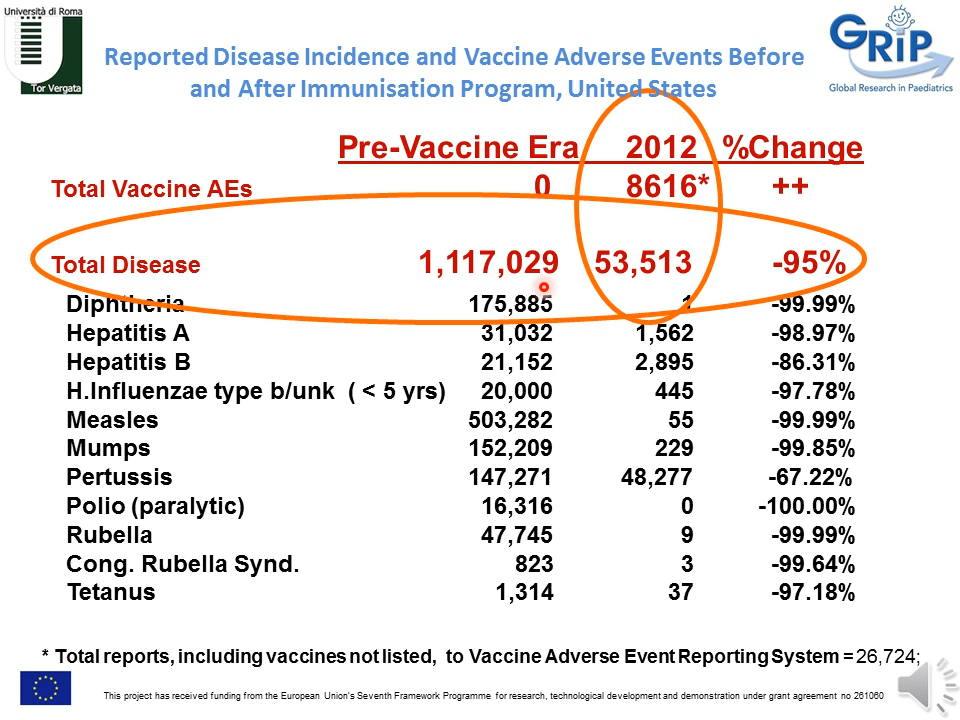 Università di Roma
Tor Vergata
GRiP
Global Research in Paediatrics
Reported Disease Incidence and Vaccine Adverse Events Before
and After Immunisation Program, United States
Pre-Vaccine Era 2012 %Change
Total Vaccine AEs 0 8616* ++
Total Disease 1,117,029 53,513 -95%
Diphtheria 175,885 1 -99.99%
Hepatitis A 31,032 1,562 -98.97%
Hepatitis B 21,152 2,895 -86.31%
H.Influenzae type b/unk ( < 5 yrs) 20,000 445 -97.78%
Measles 503,282 55 -99.99%
Mumps 152,209 229 -99.85%
Pertussis 147,271 48,277 -67.22%
Polio (paralytic) 16,316 0 -100.00%
Rubella 47,745 9 -99.99%
Cong. Rubella Synd. 823 3 -99.64%
Tetanus 1,314 37 -97.18%
* Total reports, including vaccines not listed, to Vaccine Adverse Event Reporting System = 26,724;
This project has received funding from the European Union's Seventh Framework Programme for research, technological development and demonstration under grant agreement no 261060